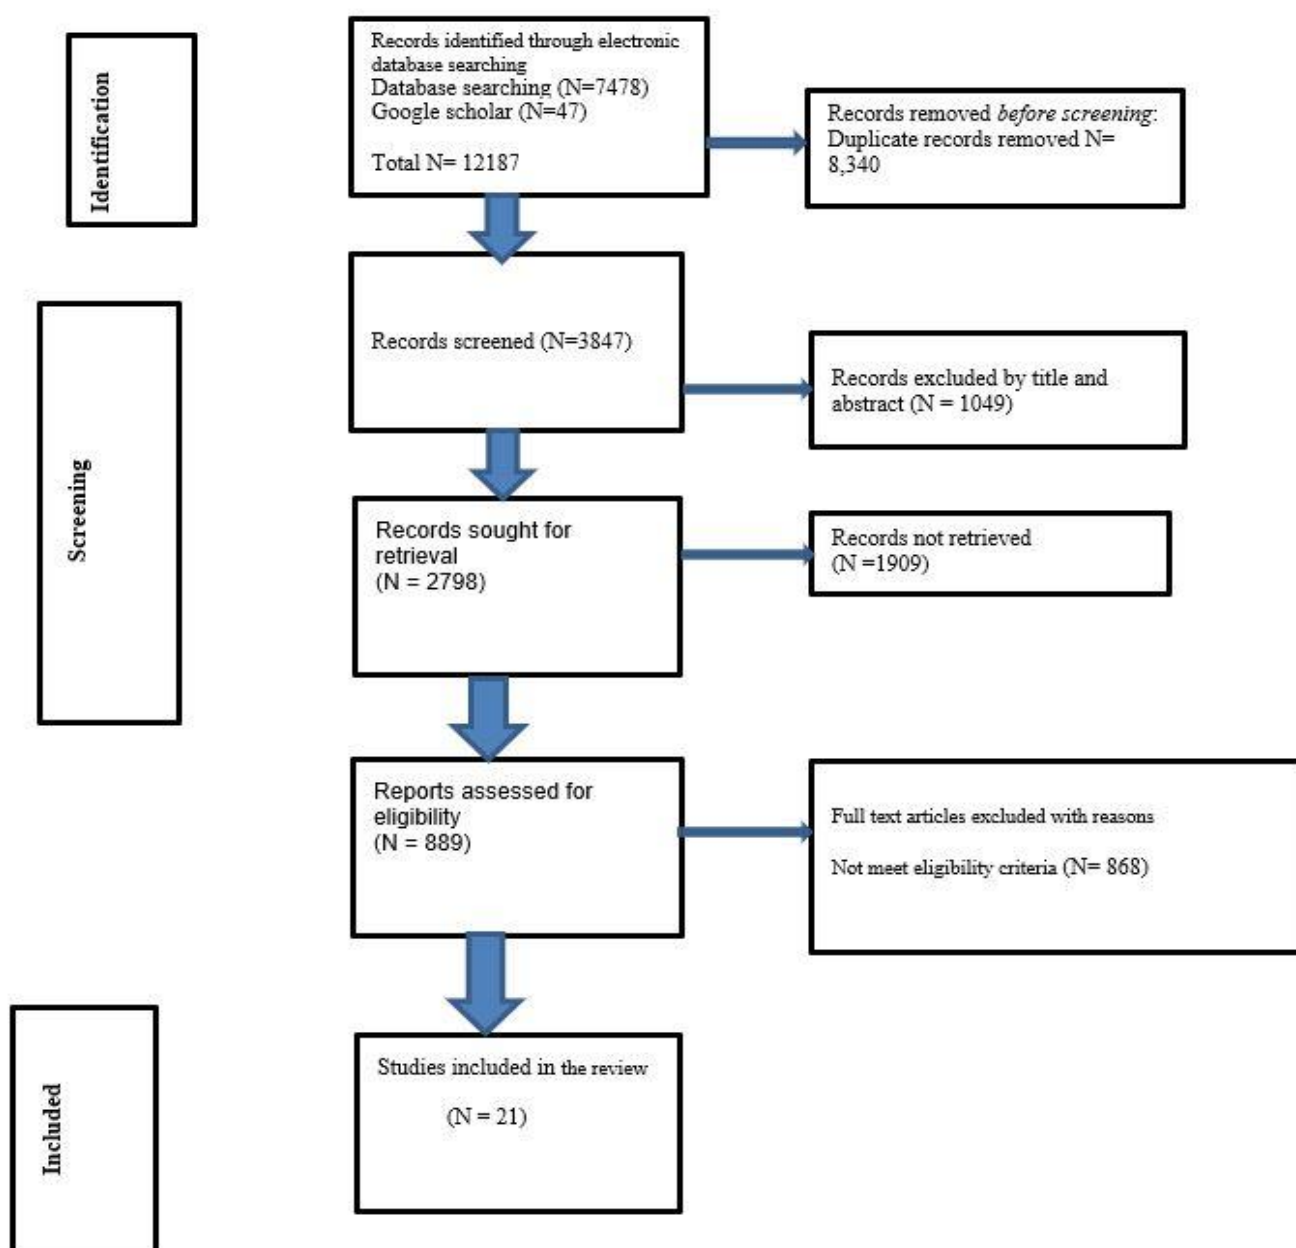 Identification
Records identified through electronic
database searching
Database searching (N=7478)
Google scholar (N=47)
Total N= 12187
Records removed before screening:
Duplicate records removed N=
8,340
Screening
Records screened (N=3847)
Records excluded by title and
abstract (N = 1049)
Records sought for
retrieval
(N = 2798)
Records not retrieved
(N =1909)
Reports assessed for
eligibility
(N = 889)
Full text articles excluded with reasons
Not meet eligibility criteria (N= 868)
Included
Studies included in the review
(N = 21)